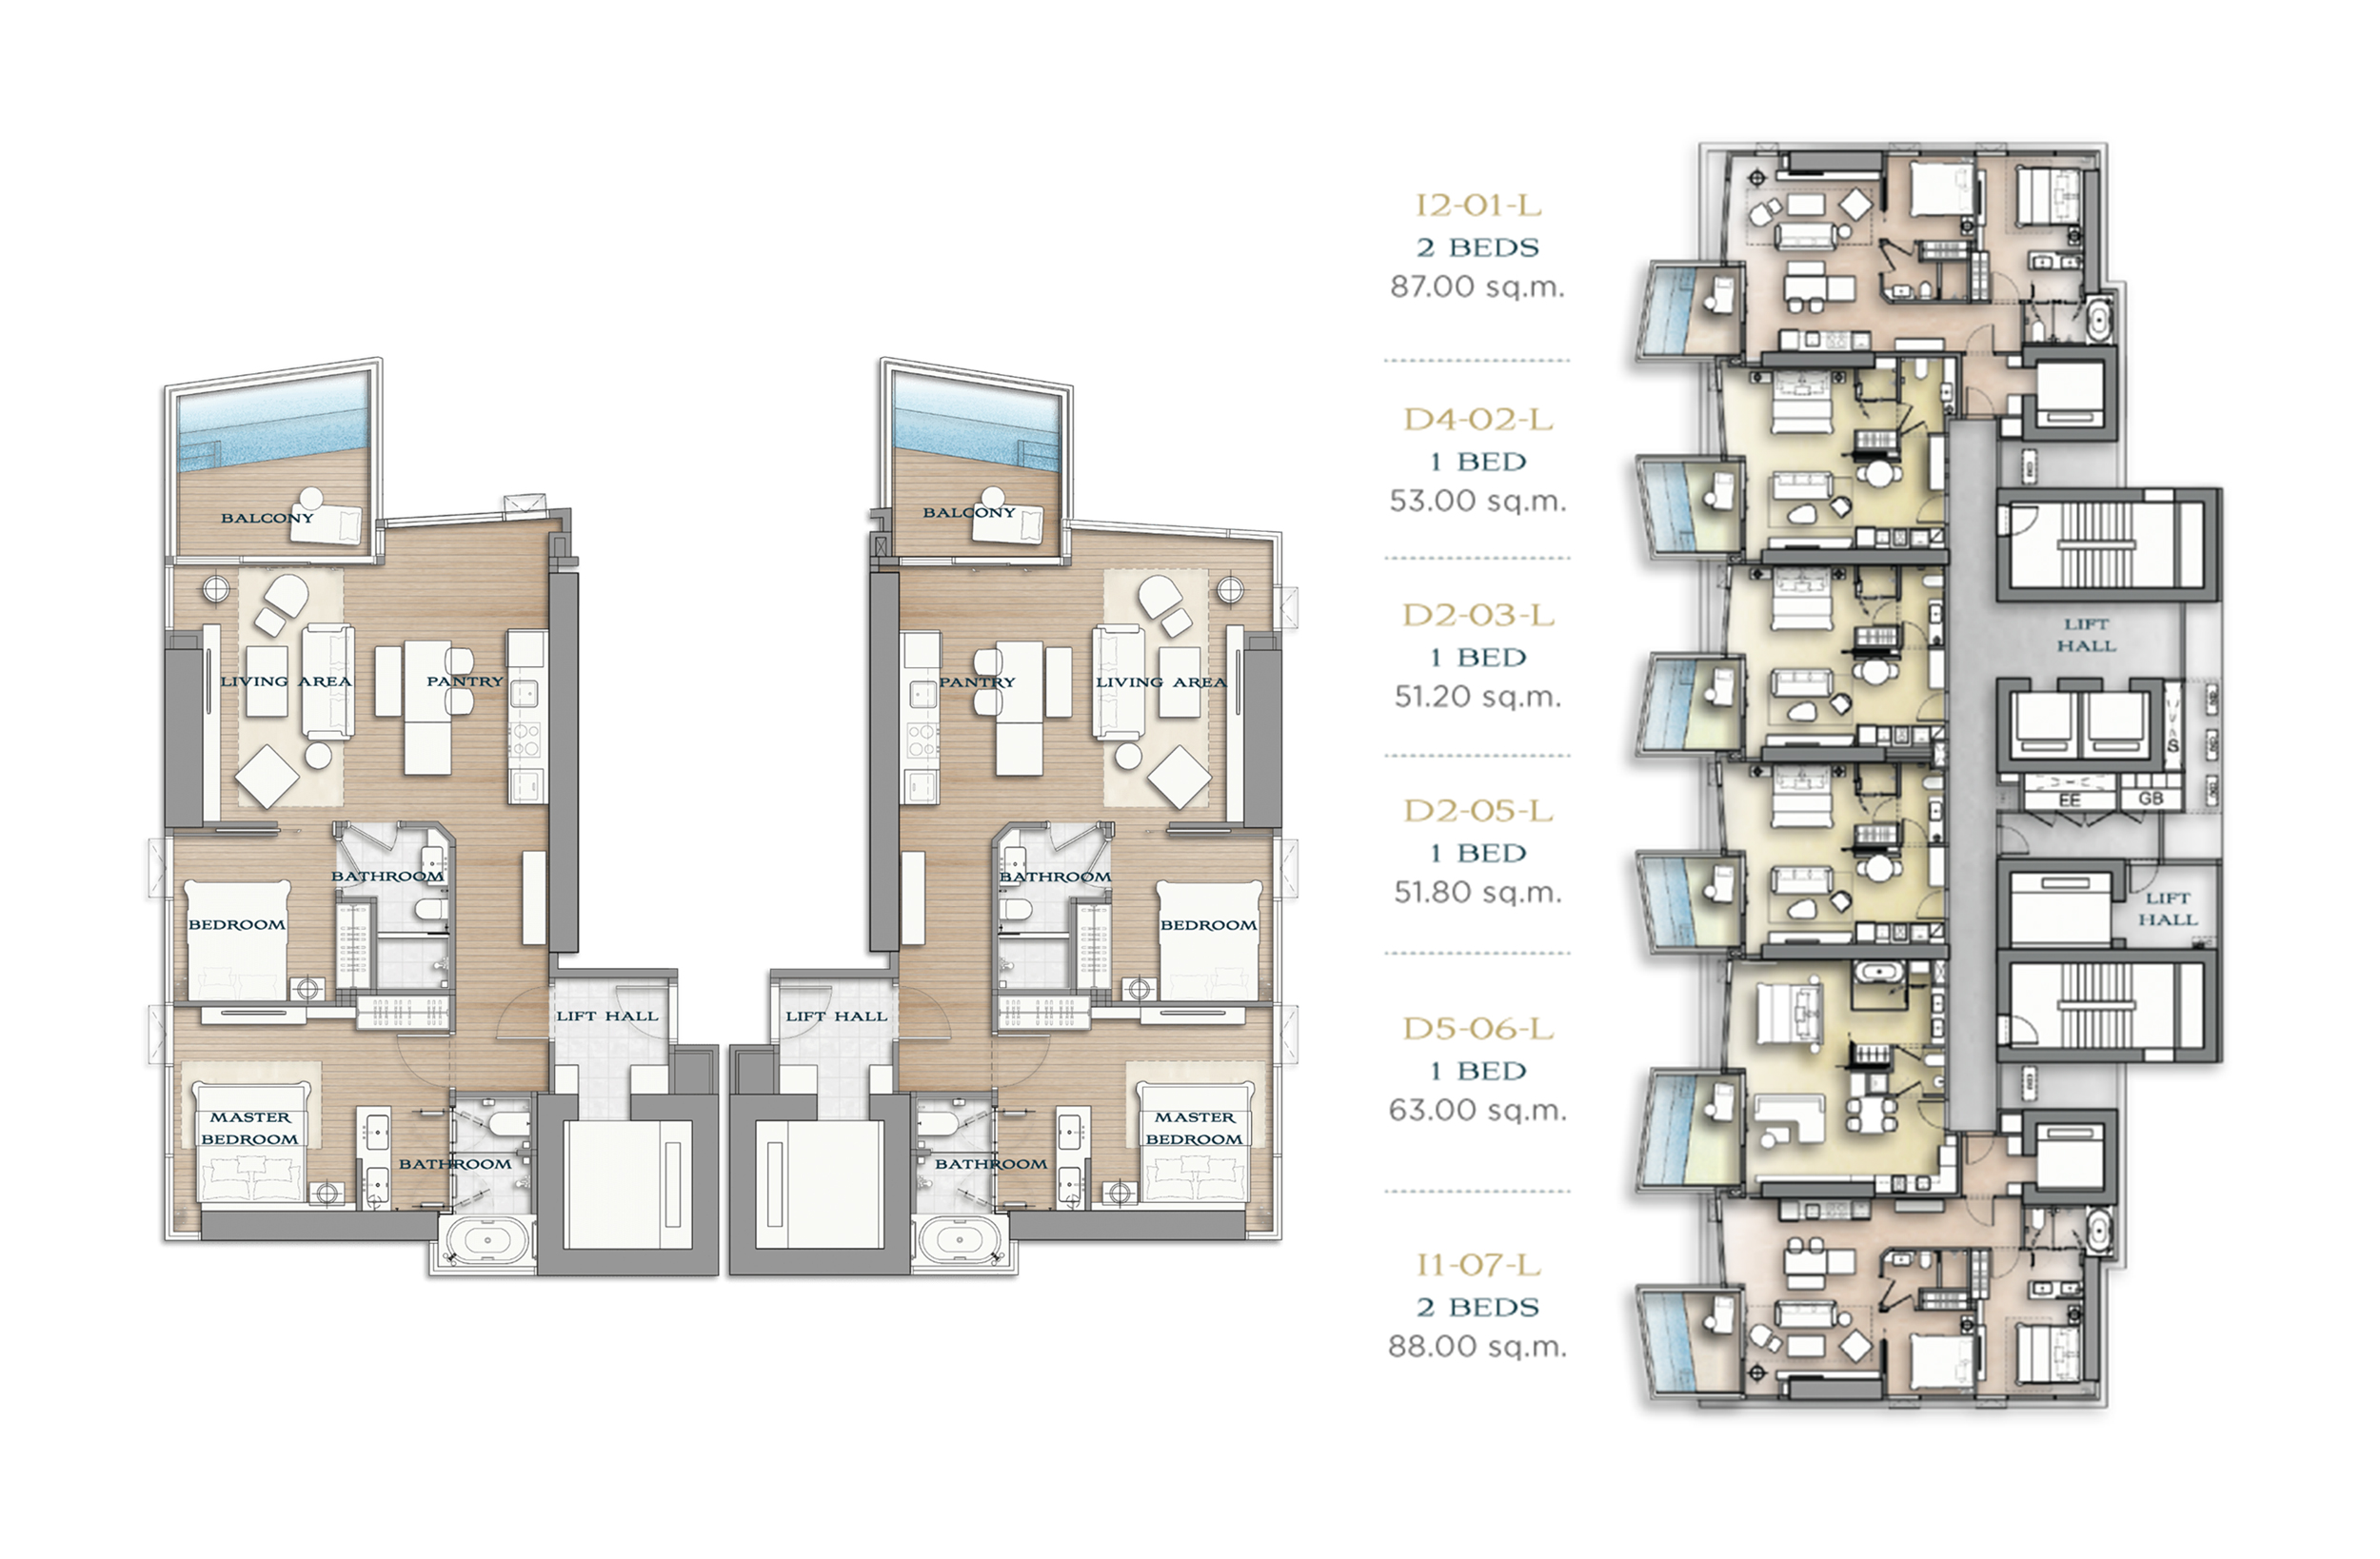 BALCONY
LIVING AREA
PANTRY
BATHROOM
BEDROOM
LIFT HALL
MASTER
BEDROOM
BATHROOM
BALCONY
PANTRY
LIVING AREA
BATHROOM
BEDROOM
LIFT HALL
MASTER
BEDROOM
BATHROOM
I2-01-L
2 BEDS
87.00 sq.m.
D4-02-L
1 BED
53.00 sq.m.
D2-03-L
1 BED
51.20 sq.m.
D2-05-L
1 BED
51.80 sq.m.
D5-06-L
1 BED
63.00 sq.m.
I1-07-L
2 BEDS
88.00 sq.m.
LIFT
HALL
S
EE
GB
LIFT
HALL